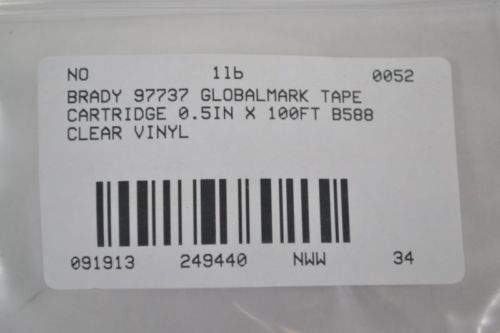 NO 1lb 0052
BRADY 97737 GLOBALMARK TAPE
CARTRIDGE 0.5IN X 100FT B588
CLEAR VINYL
091913 249440 NWW 34